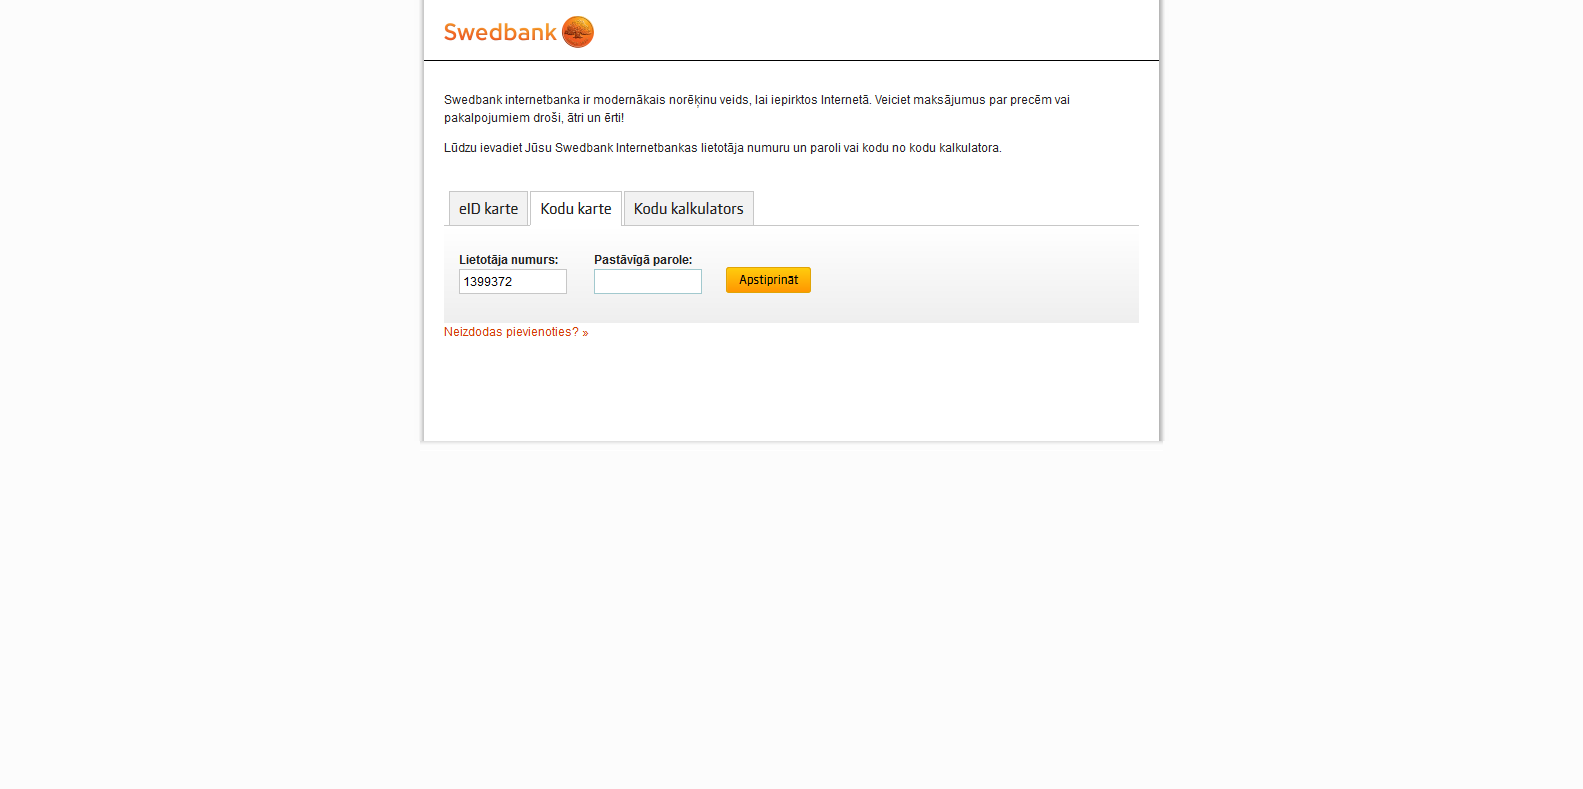 Swedbank
Swedbank internetbanka ir modernākais norēķinu veids, lai iepirktos Internetā. Veiciet maksājumus par precēm vai
pakalpojumiem droši, ātri un ērti!
Lūdzu ievadiet Jūsu Swedbank Internetbankas lietotāja numuru un paroli vai kodu no kodu kalkulatora.
eID karte Kodu karte Kodu kalkulators
Lietotāja numurs: Pastāvīgā parole:
1399372 Apstiprināt
Neizdodas pievienoties? »